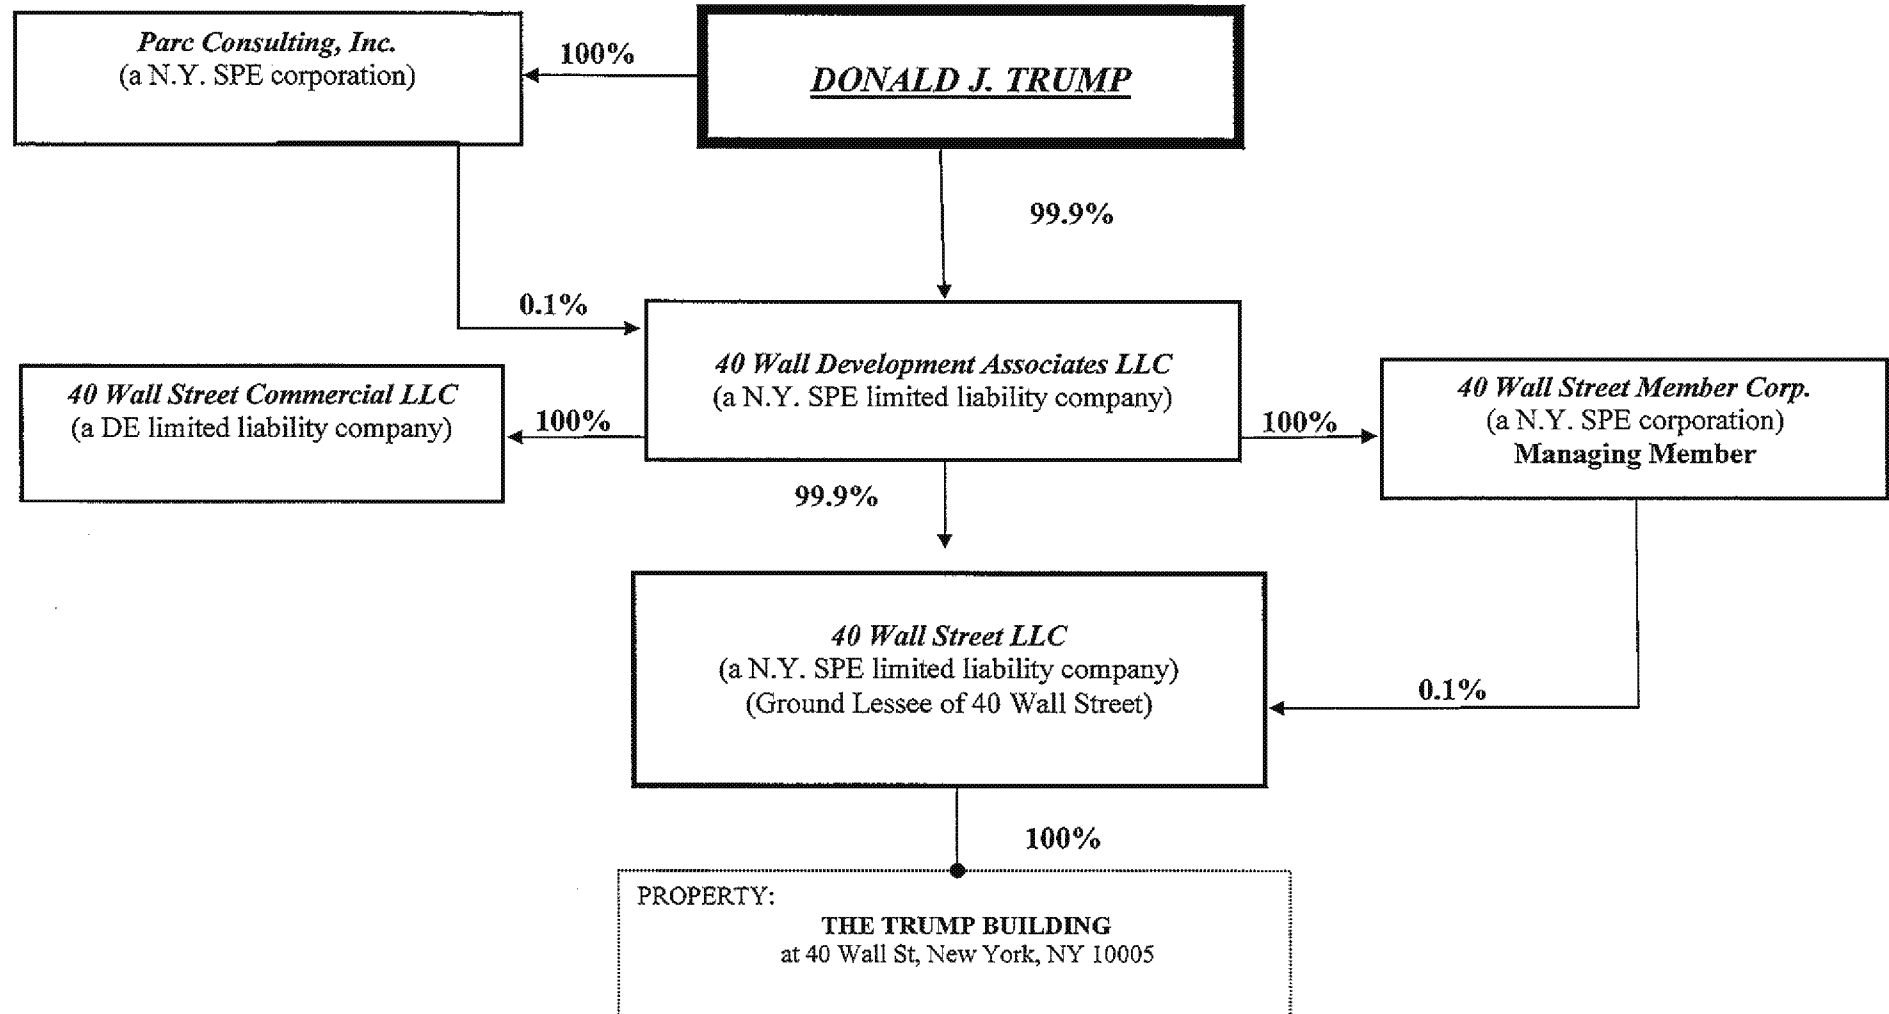 Parc Consulting, Inc.
(a N.Y. SPE corporation)
100%
DONALD J. TRUMP
99.9%
0.1%
40 Wall Development Associates LLC
(a N.Y. SPE limited liability company)
40 Wall Street Commercial LLC
(a DE limited liability company)
100%
100%
40 Wall Street Member Corp.
(a N.Y. SPE corporation)
Managing Member
99.9%
40 Wall Street LLC
(a N.Y. SPE limited liability company)
(Ground Lessee of 40 Wall Street)
0.1%
100%
PROPERTY:
THE TRUMP BUILDING
at 40 Wall St, New York, NY 10005